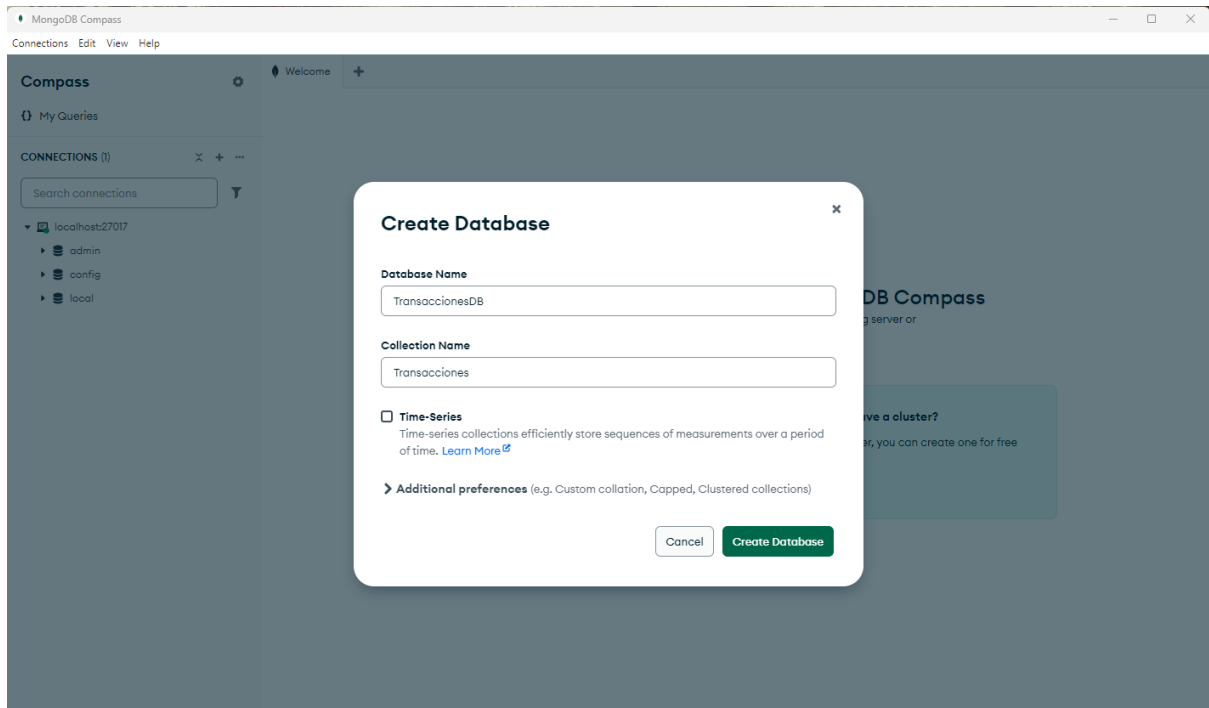 MongoDB Compass
Connections Edit View Help
Compass
Welcome
{} My Queries
CONNECTIONS (1)
Search connections
localhost:27017
admin
config
local
Create Database
Database Name
TransaccionesDB
Collection Name
Transacciones
Time-Series
Time-series collections efficiently store sequences of measurements over a period
of time. Learn More
Additional preferences (e.g. Custom collation, Capped, Clustered collections)
Cancel Create Database
DB Compass
server or
ave a cluster?
er, you can create one for free